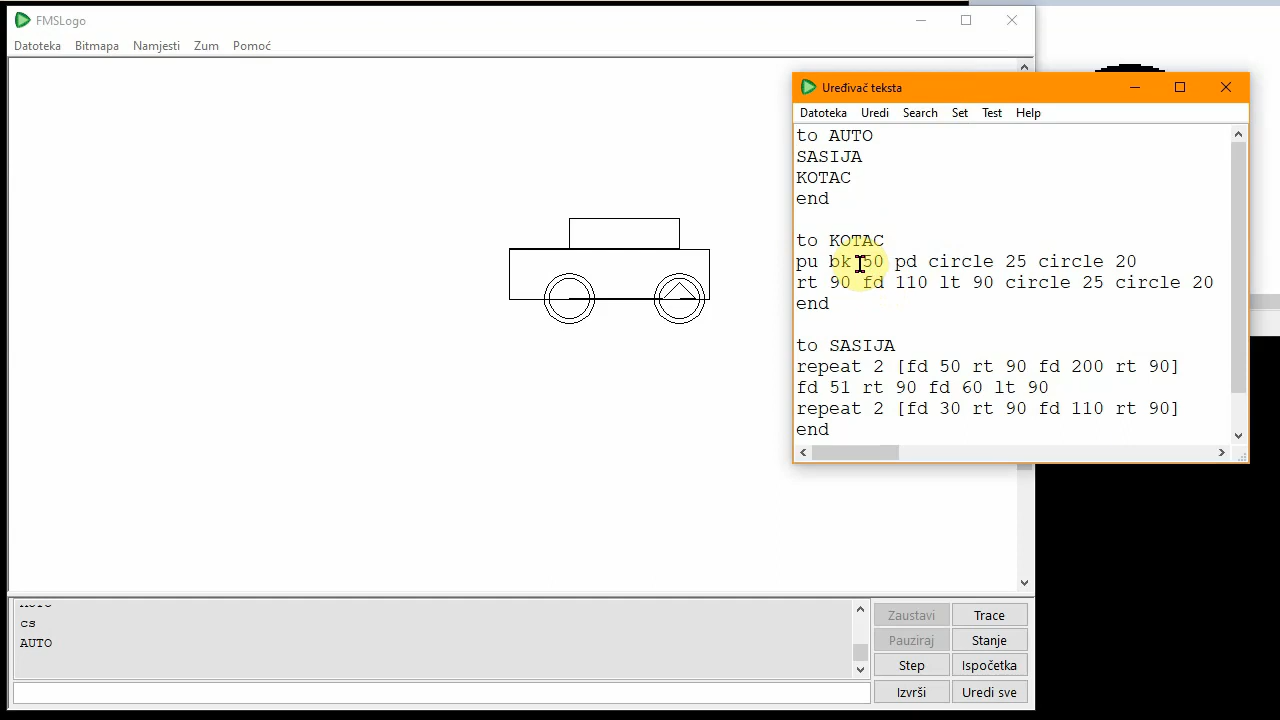 FMSLogo
Datoteka Bitmapa Namjesti Zum Pomoć
Uređivač teksta
Datoteka Uredi Search Set Test Help
to AUTO
SASIJA
KOTAC
end
to KOTAC
pu bk 50 pd circle 25 circle 20
rt 90 fd 110 lt 90 circle 25 circle 20
end
to SASIJA
repeat 2 [fd 50 rt 90 fd 200 rt 90]
fd 51 rt 90 fd 60 lt 90
repeat 2 [fd 30 rt 90 fd 110 rt 90]
end
cs
AUTO
Zaustavi Trace
Pauziraj Stanje
Step Ispočetka
Izvrši Uredi sve